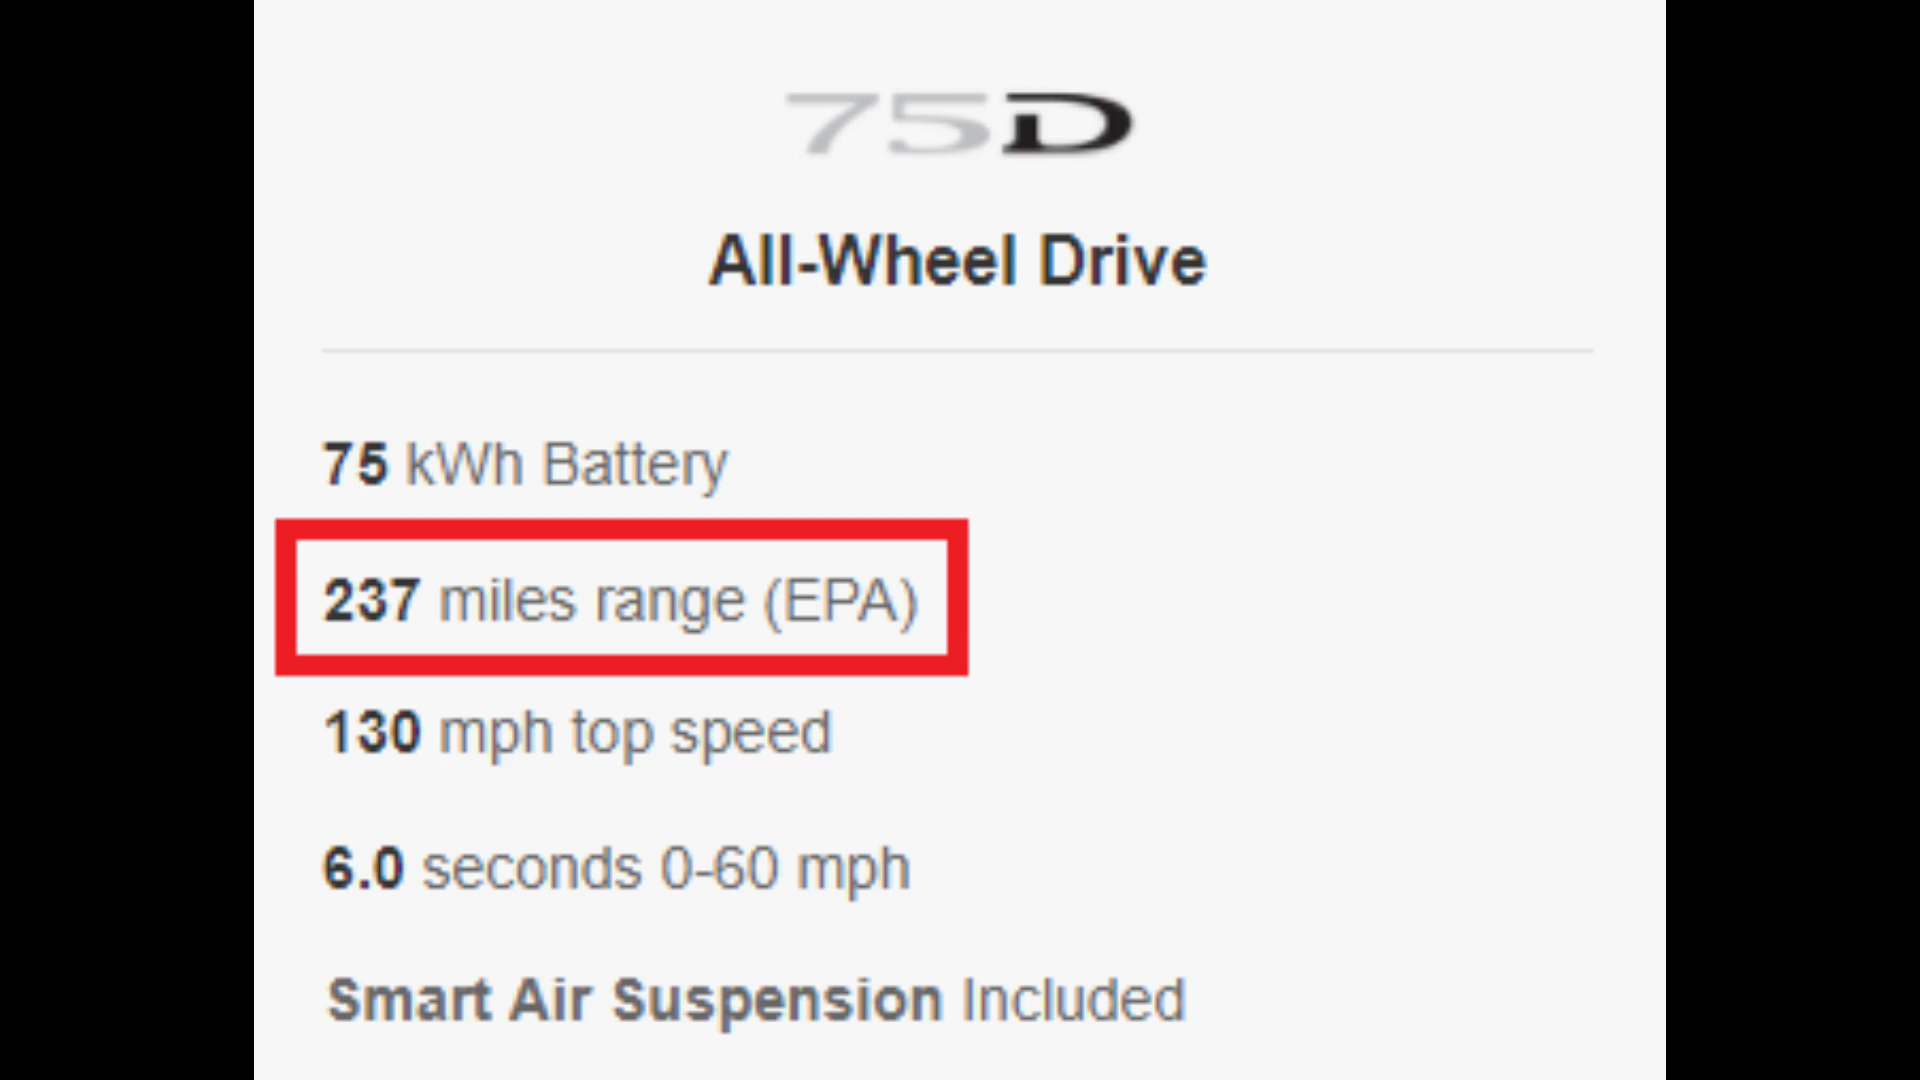 75D
All-Wheel Drive
75 kWh Battery
237 miles range (EPA)
130 mph top speed
6.0 seconds 0-60 mph
Smart Air Suspension Included